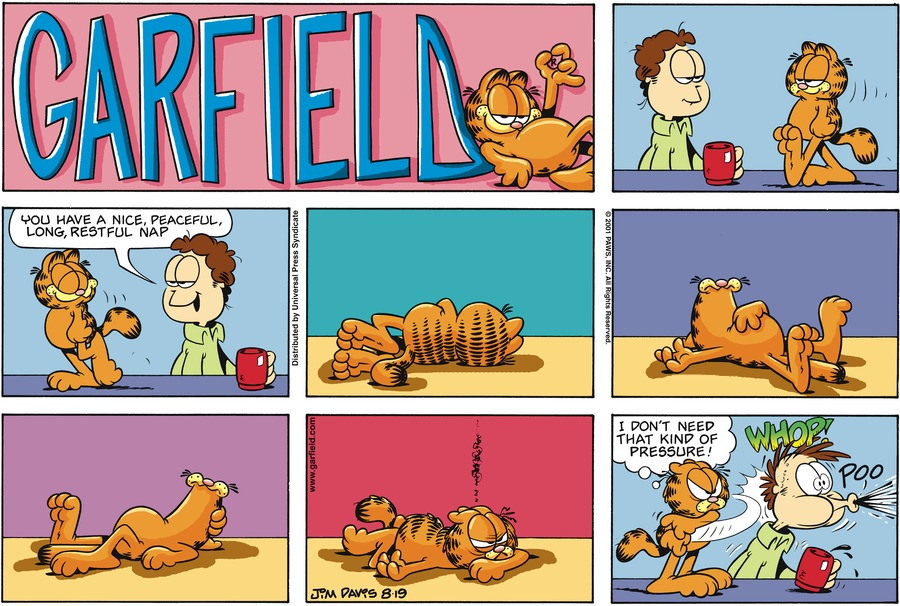 GARFIELD
R
YOU HAVE A NICE, PEACEFUL,
LONG, RESTFUL NAP
Distributed by Universal Press Syndicate
© 2001 PAWS, INC. All Rights Reserved.
www.garfield.com
JIM DAVIS 8-19
I DON'T NEED
THAT KIND OF
PRESSURE!
WHOP!
POO